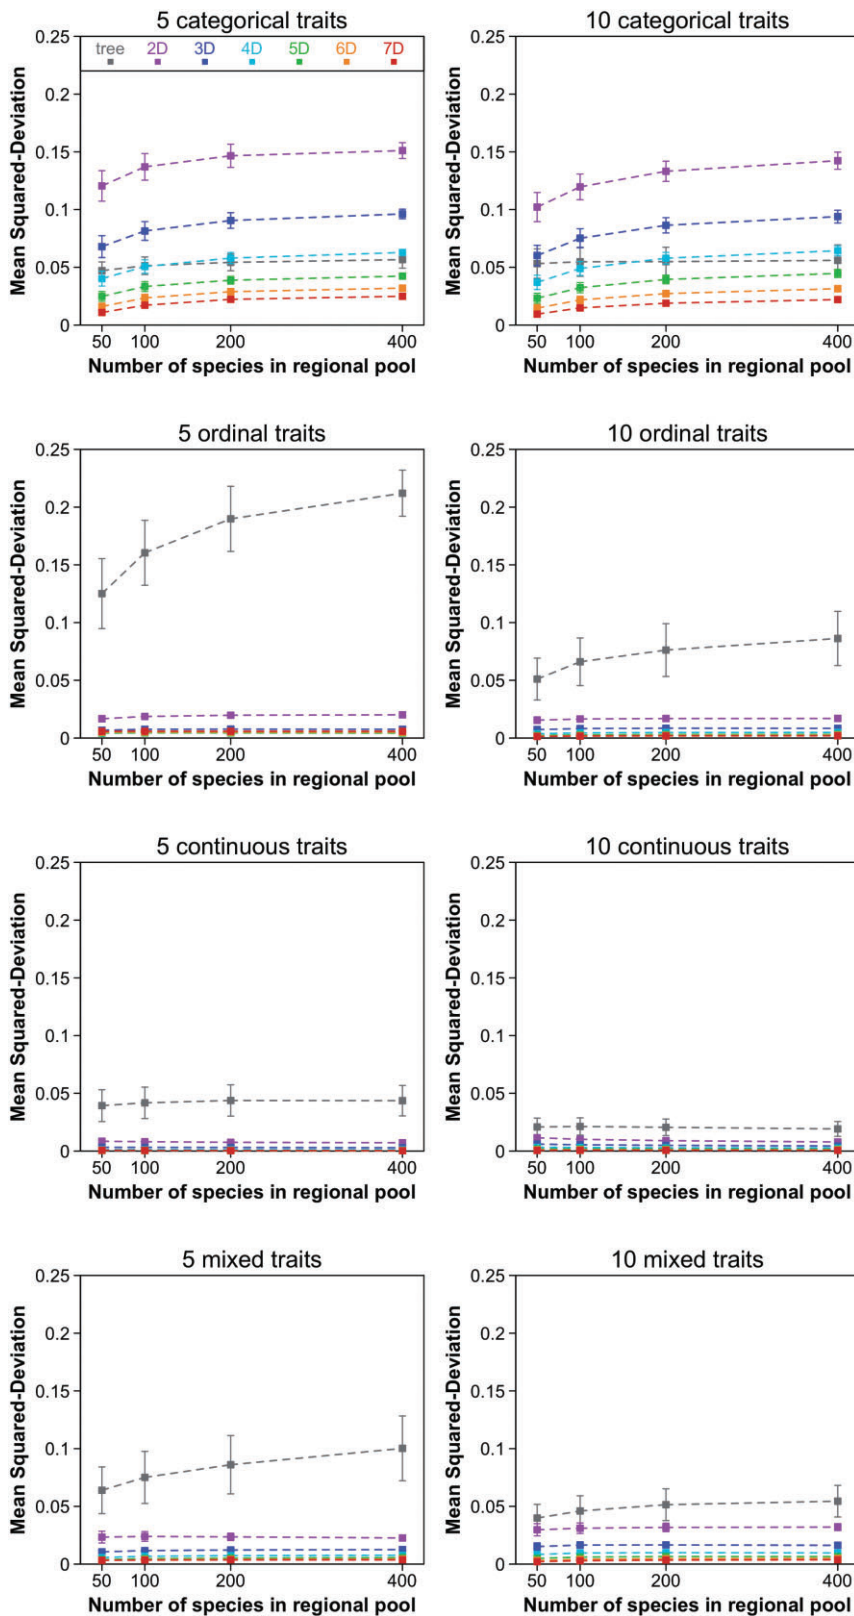 5 categorical traits
0.25
0.2
0.15
0.1
0.05
0
Mean Squared-Deviation
tree 2D 3D 4D 5D 6D 7D
50 100 200 400
Number of species in regional pool
10 categorical traits
0.25
0.2
0.15
0.1
0.05
0
Mean Squared-Deviation
50 100 200 400
Number of species in regional pool
5 ordinal traits
0.25
0.2
0.15
0.1
0.05
0
Mean Squared-Deviation
50 100 200 400
Number of species in regional pool
10 ordinal traits
0.25
0.2
0.15
0.1
0.05
0
Mean Squared-Deviation
50 100 200 400
Number of species in regional pool
5 continuous traits
0.25
0.2
0.15
0.1
0.05
0
Mean Squared-Deviation
50 100 200 400
Number of species in regional pool
10 continuous traits
0.25
0.2
0.15
0.1
0.05
0
Mean Squared-Deviation
50 100 200 400
Number of species in regional pool
5 mixed traits
0.25
0.2
0.15
0.1
0.05
0
Mean Squared-Deviation
50 100 200 400
Number of species in regional pool
10 mixed traits
0.25
0.2
0.15
0.1
0.05
0
Mean Squared-Deviation
50 100 200 400
Number of species in regional pool